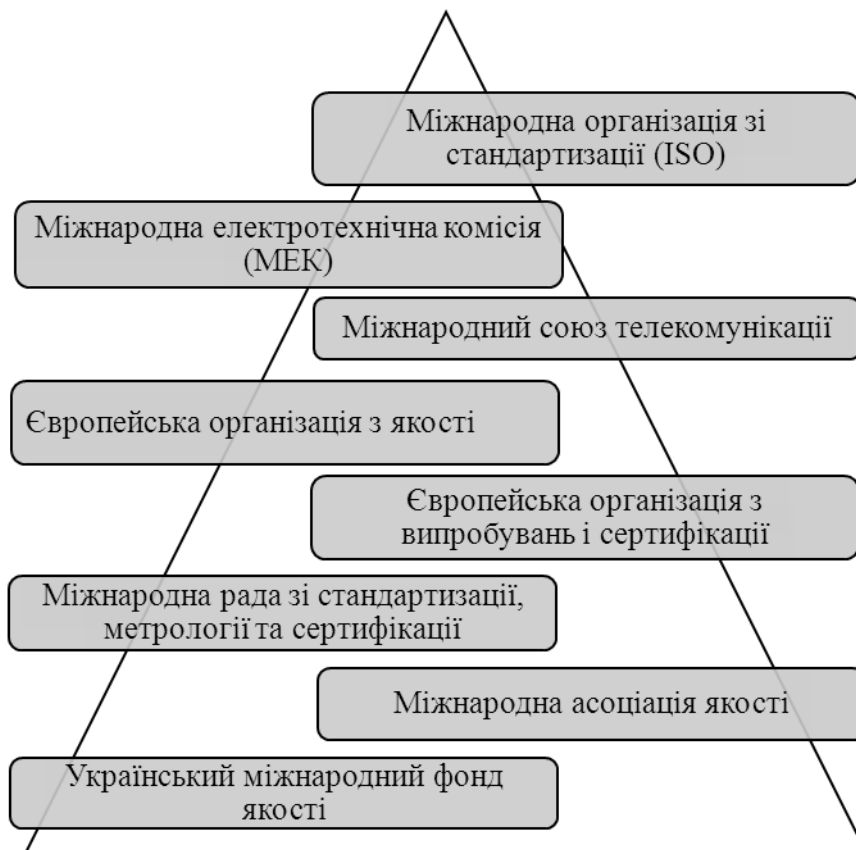 Міжнародна організація зі
стандартизації (ISO)
Міжнародна електротехнічна комісія
(МЕК)
Міжнародний союз телекомунікації
Європейська організація з якості
Європейська організація з
випробувань і сертифікації
Міжнародна рада зі стандартизації,
метрології та сертифікації
Міжнародна асоціація якості
Український міжнародний фонд
якості